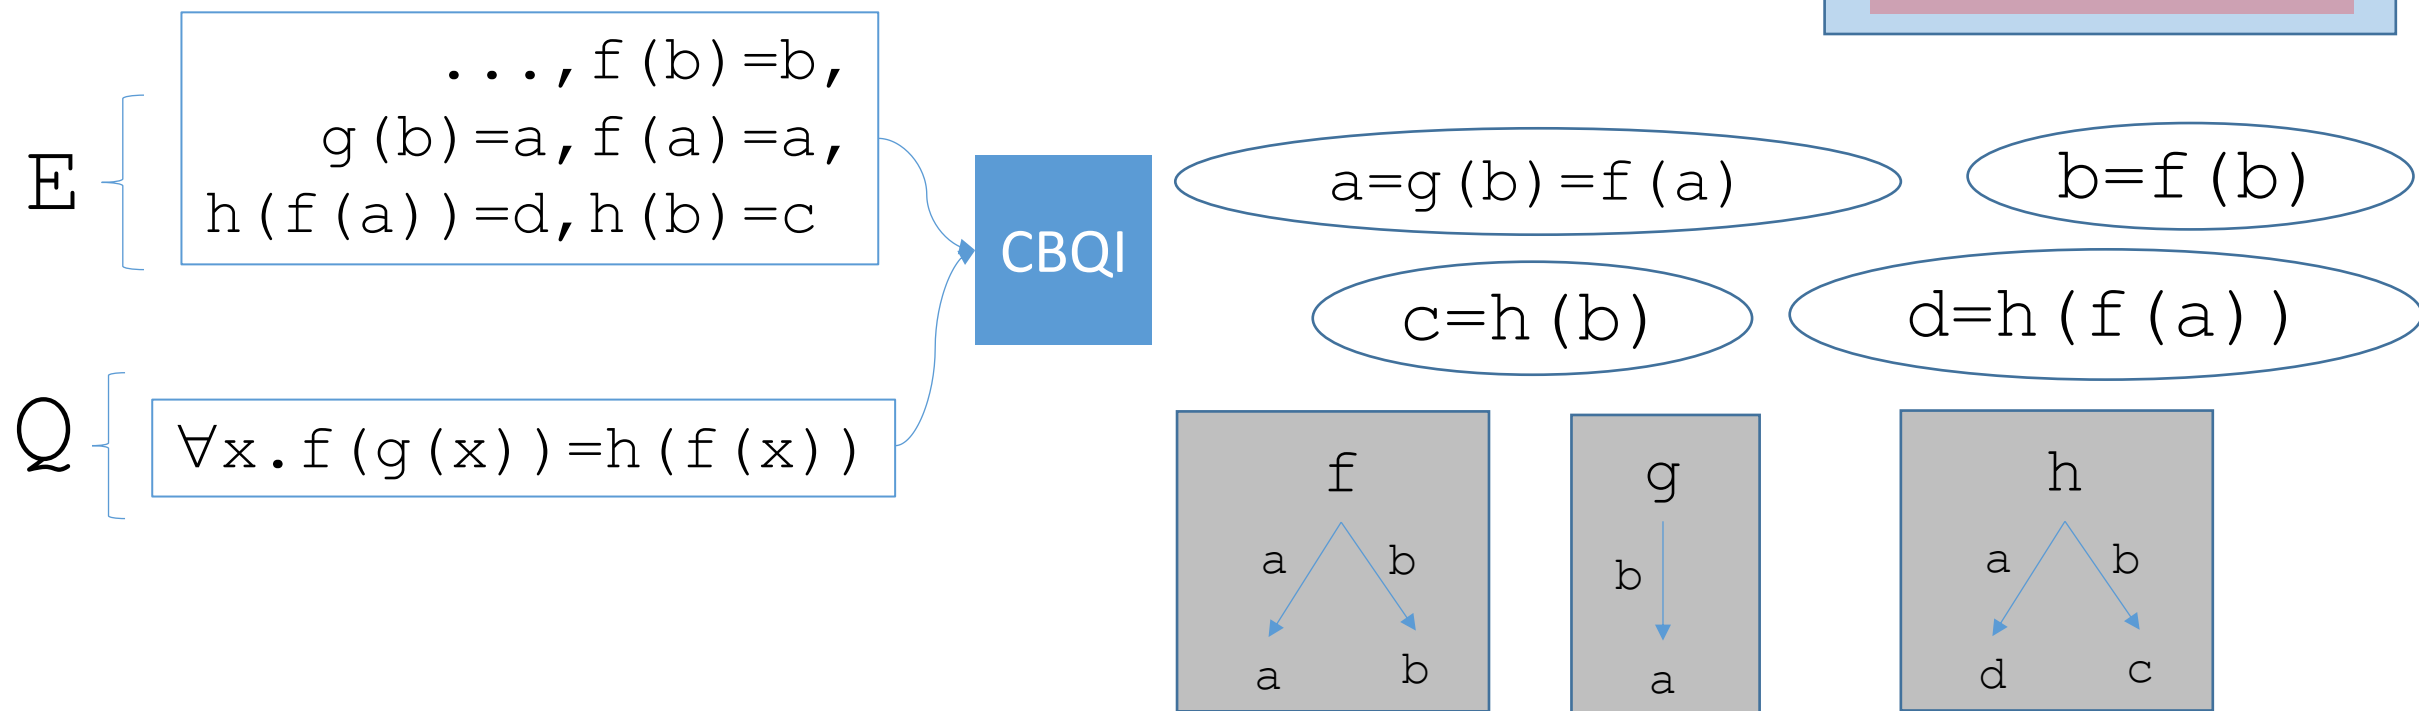 E
...,f(b)=b,
g(b)=a,f(a)=a,
h(f(a))=d,h(b)=c
Q
∀x.f(g(x))=h(f(x))
CBQI
a=g(b)=f(a)
b=f(b)
c=h(b)
d=h(f(a))
f
a b
a b
g
b
a
h
a b
d c